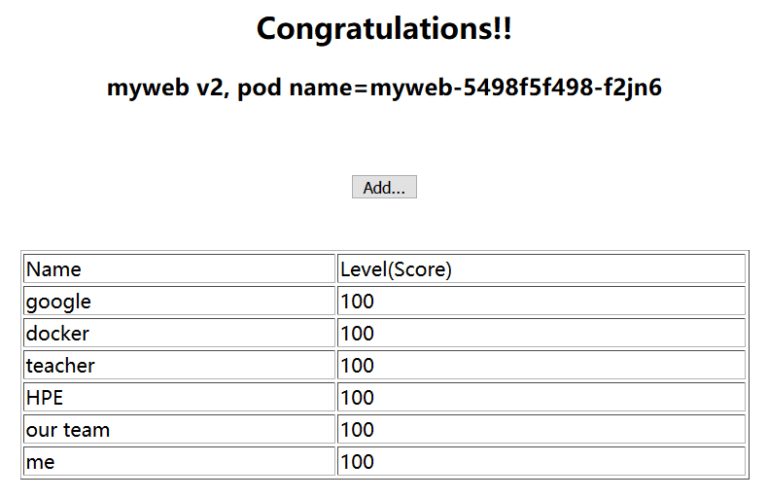 Congratulations!!
myweb v2, pod name=myweb-5498f5f498-f2jn6
Add...
Name Level(Score)
google 100
docker 100
teacher 100
HPE 100
our team 100
me 100